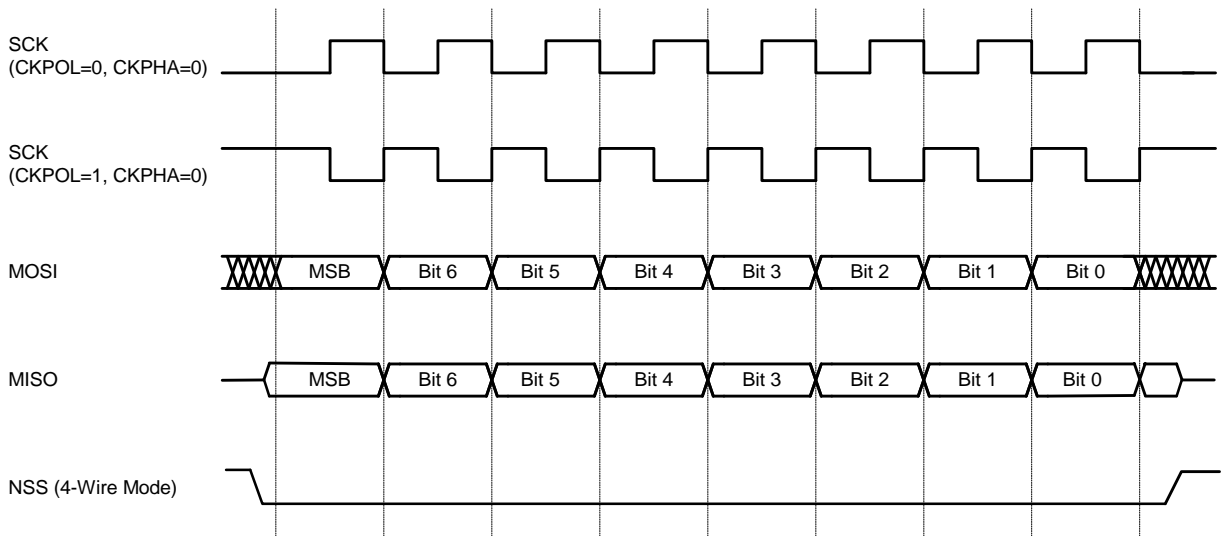 SCK
(CKPOL=0, CKPHA=0)
SCK
(CKPOL=1, CKPHA=0)
MOSI
MSB Bit 6 Bit 5 Bit 4 Bit 3 Bit 2 Bit 1 Bit 0
MISO
MSB Bit 6 Bit 5 Bit 4 Bit 3 Bit 2 Bit 1 Bit 0
NSS (4-Wire Mode)